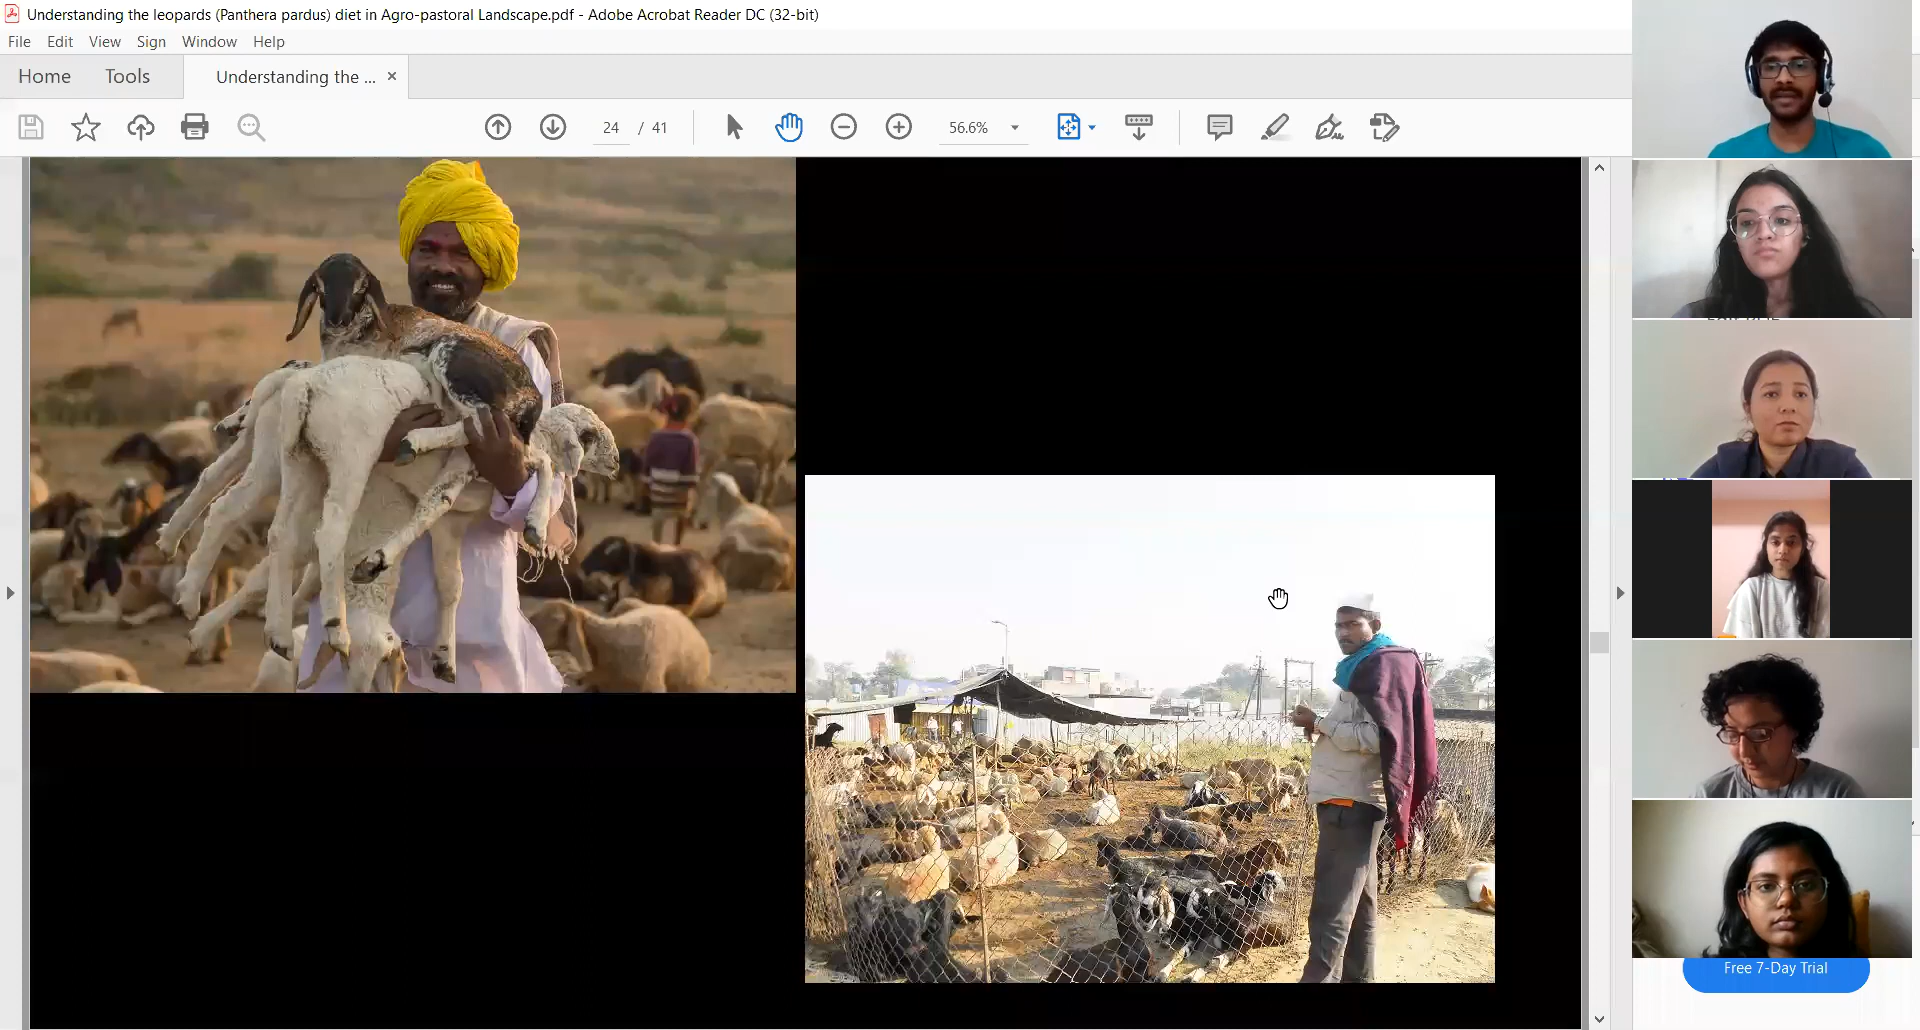 Understanding the leopards (Panthera pardus) diet in Agro-pastoral Landscape.pdf - Adobe Acrobat Reader DC (32-bit)
File Edit View Sign Window Help
Home Tools Understanding the ... ×
24 / 41 56.6%
Free 7-Day Trial